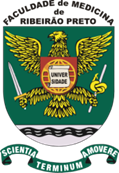 FACULDADE de MEDICINA
de
RIBEIRÃO PRETO
UNIVER
SIDADE
SCIENTIA
TERMINUM
AMOVERE